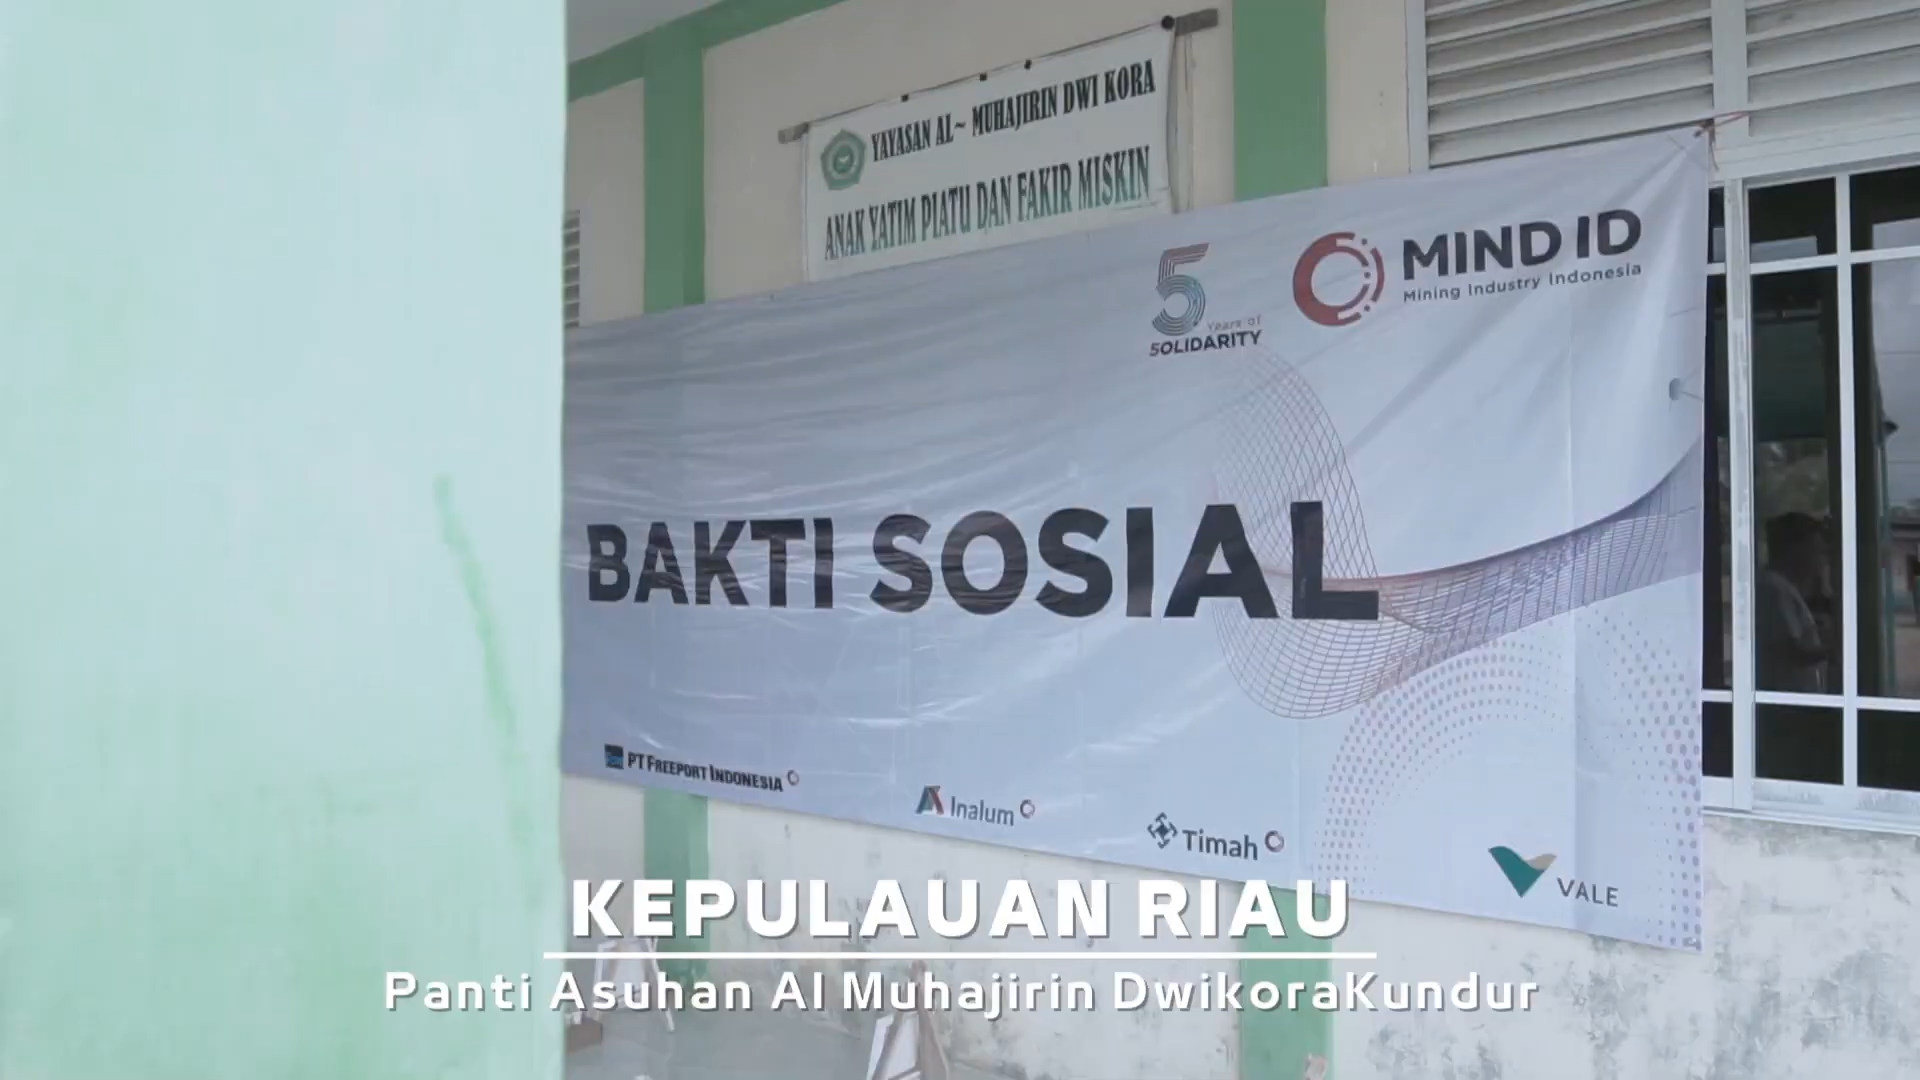 YAYASAN AL~ MUHAJIRIN DWI KORA
ANAK YATIM PIATU DAN FAKIR MISKIN
5 Years of
5OLIDARITY
MIND ID
Mining Industry Indonesia
BAKTI SOSIAL
PT FREEPORT INDONESIA
Inalum
Timah
VALE
KEPULAUAN RIAU
Panti Asuhan Al Muhajirin DwikoraKundur